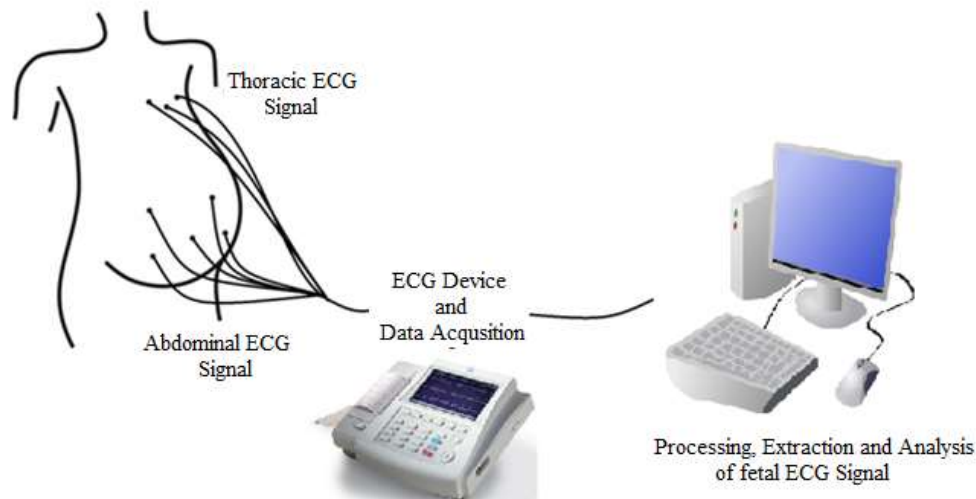 Thoracic ECG
Signal
ECG Device
and
Data Acqusition
Abdominal ECG
Signal
Processing, Extraction and Analysis
of fetal ECG Signal